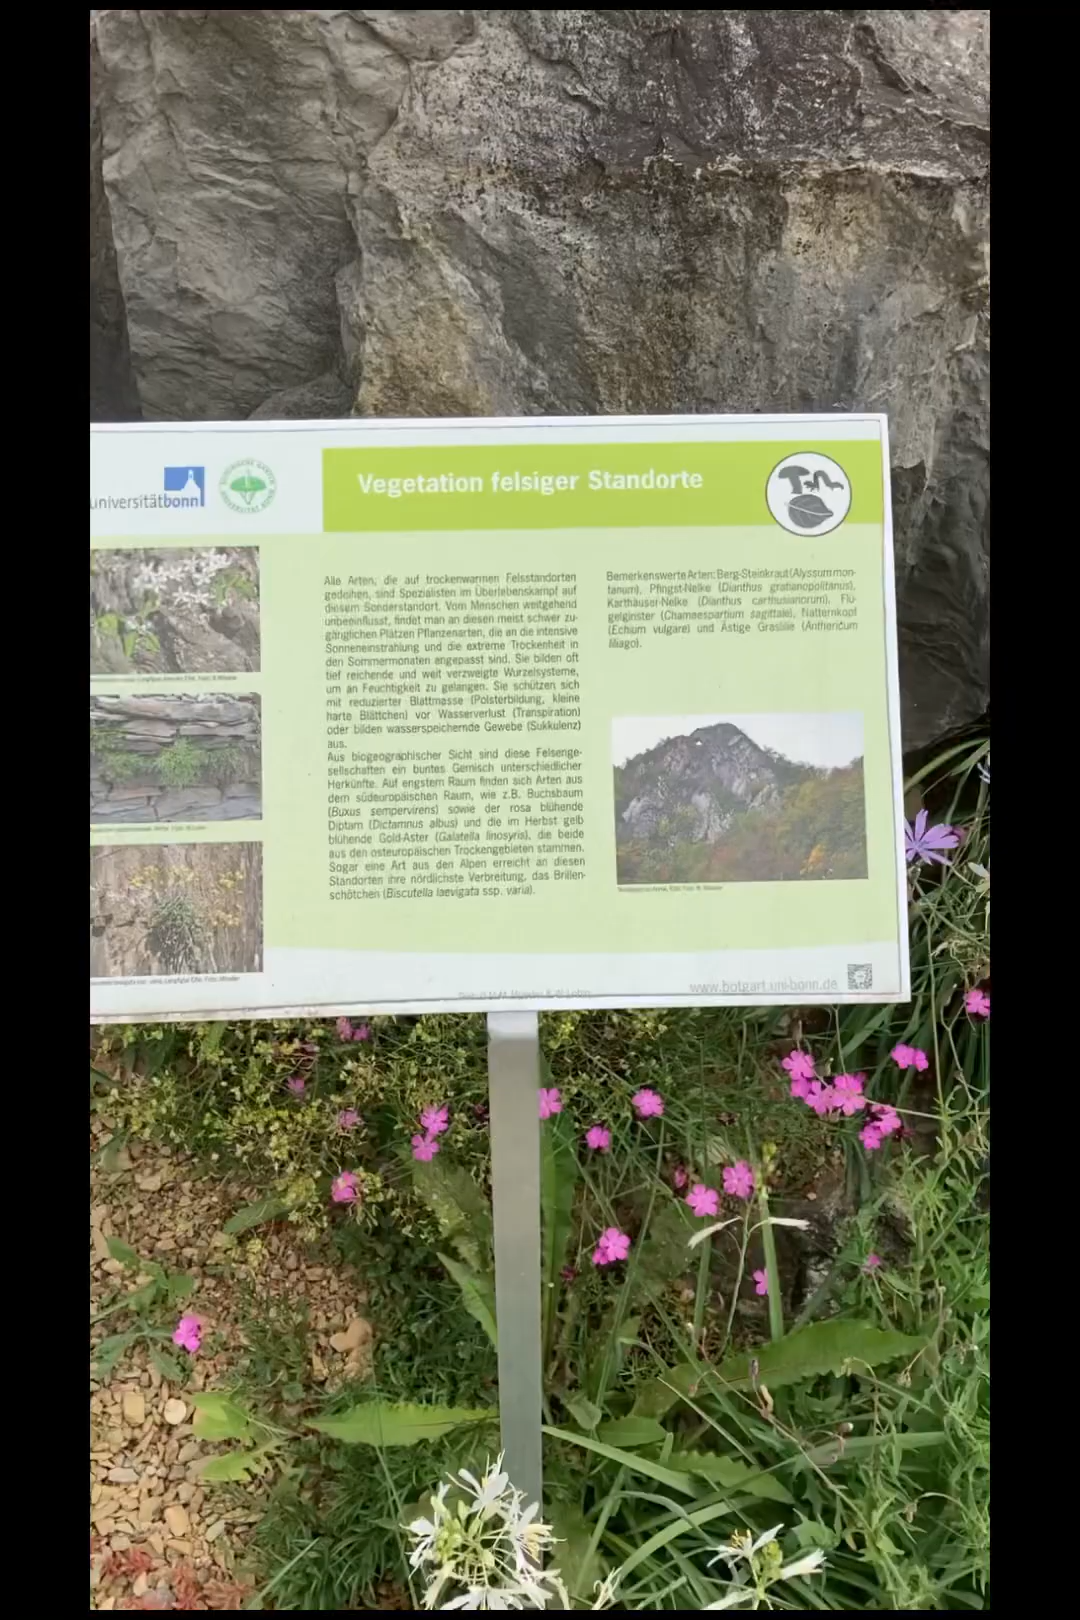 universitätbonn
Vegetation felsiger Standorte
Alle Arten, die auf trockenwarmen Felsstandorten
gedeihen, sind Spezialisten im Überlebenskampf auf
diesem Sonderstandort. Vom Menschen weitgehend
unbeeinflusst, findet man an diesen meist schwer zu-
gänglichen Plätzen Pflanzenarten, die an die intensive
Sonneneinstrahlung und die extreme Trockenheit in
den Sommermonaten angepasst sind. Sie bilden oft
tief reichende und weit verzweigte Wurzelsysteme,
um an Feuchtigkeit zu gelangen. Sie schützen sich
mit reduzierter Blattmasse (Polsterbildung, kleine
harte Blättchen) vor Wasserverlust (Transpiration)
oder bilden wasserspeichernde Gewebe (Sukkulenz)
aus.
Aus biogeographischer Sicht sind diese Felsenge-
sellschaften ein buntes Gemisch unterschiedlicher
Herkünfte. Auf engstem Raum finden sich Arten aus
dem südeuropäischen Raum, wie z.B. Buchsbaum
(Buxus sempervirens) sowie der rosa blühende
Diptam (Dictamnus albus) und die im Herbst gelb
blühende Gold-Aster (Galatella linosyris), die beide
aus den osteuropäischen Trockengebieten stammen.
Sogar eine Art aus den Alpen erreicht an diesen
Standorten ihre nördlichste Verbreitung, das Brillen-
schötchen (Biscutella laevigata ssp. varia).
Bemerkenswerte Arten: Berg-Steinkraut (Alyssum mon-
tanum), Pfingst-Nelke (Dianthus gratianopolitanus),
Karthäuser-Nelke (Dianthus carthusianorum), Flü-
gelginster (Chamaespartium sagittale), Natternkopf
(Echium vulgare) und Ästige Graslilie (Anthericum
liliago).
www.botgart.uni-bonn.de